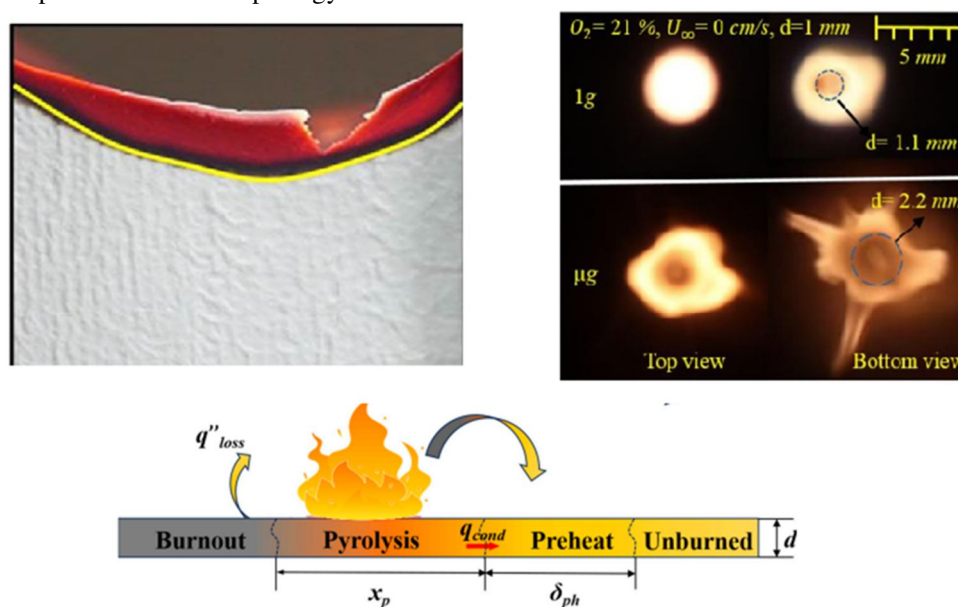 O₂ = 21 %, U∞ = 0 cm/s, d=1 mm
5 mm
1g
d= 1.1 mm
d= 2.2 mm
μg
Top view
Bottom view
q''loss
Burnout
Pyrolysis
qcond
Preheat
Unburned
d
xp
δph